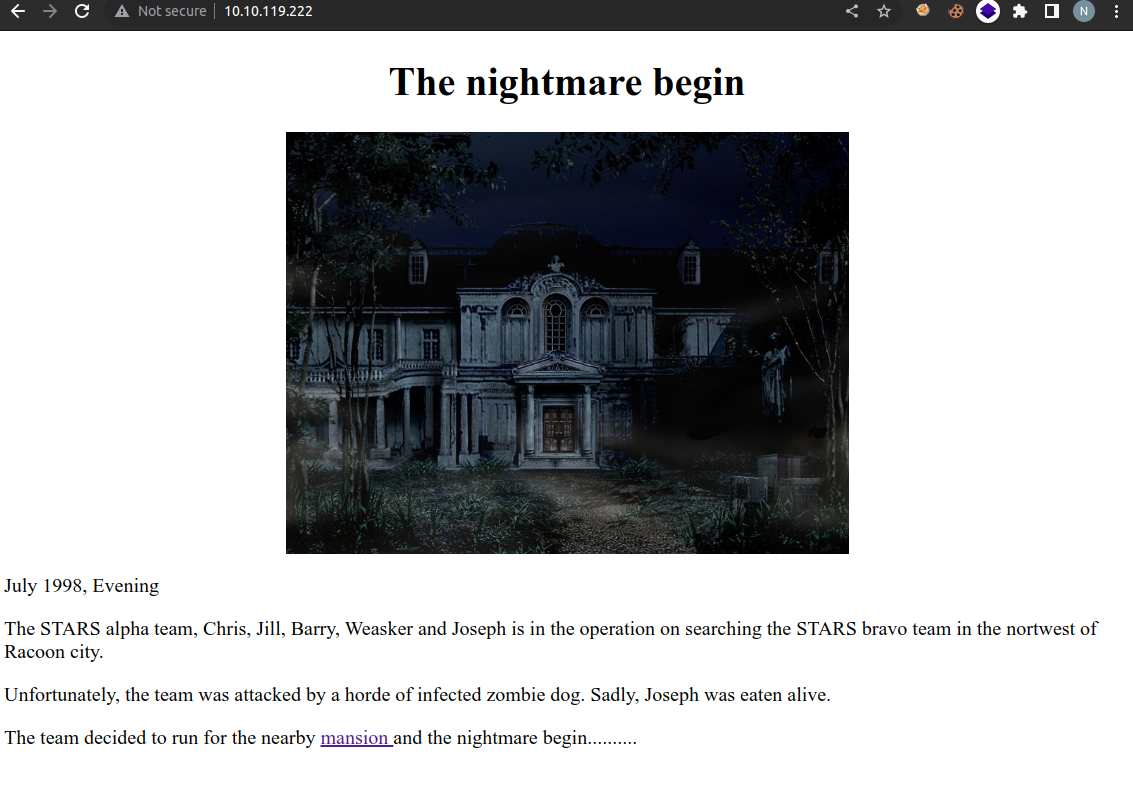 Not secure 10.10.119.222
N
The nightmare begin
July 1998, Evening
The STARS alpha team, Chris, Jill, Barry, Weasker and Joseph is in the operation on searching the STARS bravo team in the nortwest of
Racoon city.
Unfortunately, the team was attacked by a horde of infected zombie dog. Sadly, Joseph was eaten alive.
The team decided to run for the nearby mansion and the nightmare begin..........